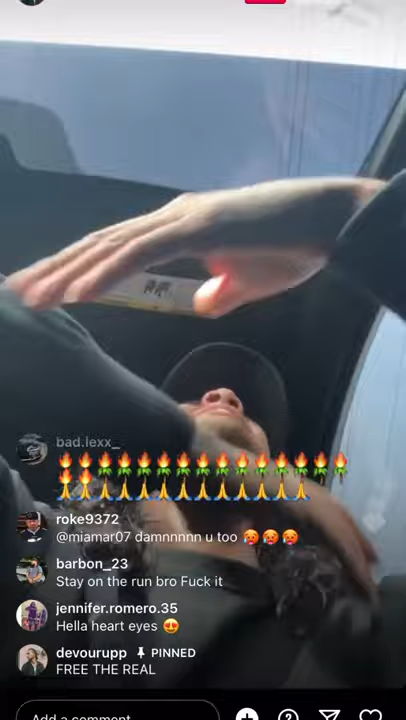 bad.lexx_
🔥🔥🔥🔥🔥🔥🔥🔥🔥🔥🔥🔥🔥🔥🔥
roke9372
@miamar07 damnnnnn u too 🥵🥵🥵
barbon_23
Stay on the run bro Fuck it
jennifer.romero.35
Hella heart eyes 😍
devourupp 📌 PINNED
FREE THE REAL
Add a comment